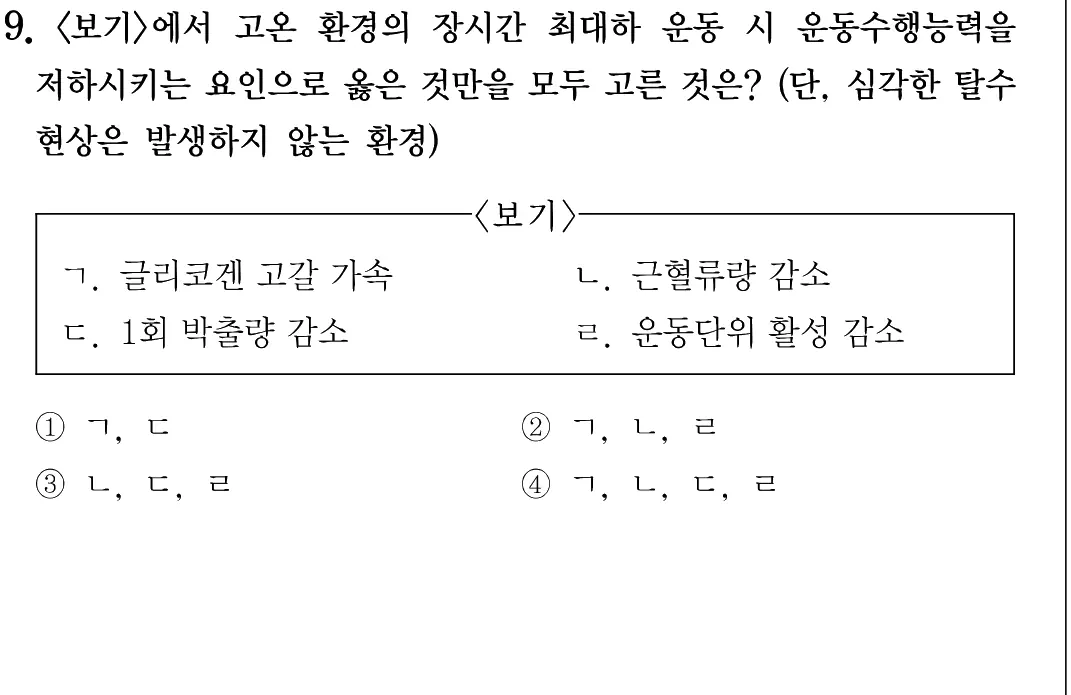 9. 〈보기〉에서 고온 환경의 장시간 최대하 운동 시 운동수행능력을
저하시키는 요인으로 옳은 것만을 모두 고른 것은? (단, 심각한 탈수
현상은 발생하지 않는 환경)
〈보기〉
ㄱ. 글리코겐 고갈 가속 ㄴ. 근혈류량 감소
ㄷ. 1회 박출량 감소 ㄹ. 운동단위 활성 감소
① ㄱ, ㄷ ② ㄱ, ㄴ, ㄹ
③ ㄴ, ㄷ, ㄹ ④ ㄱ, ㄴ, ㄷ, ㄹ